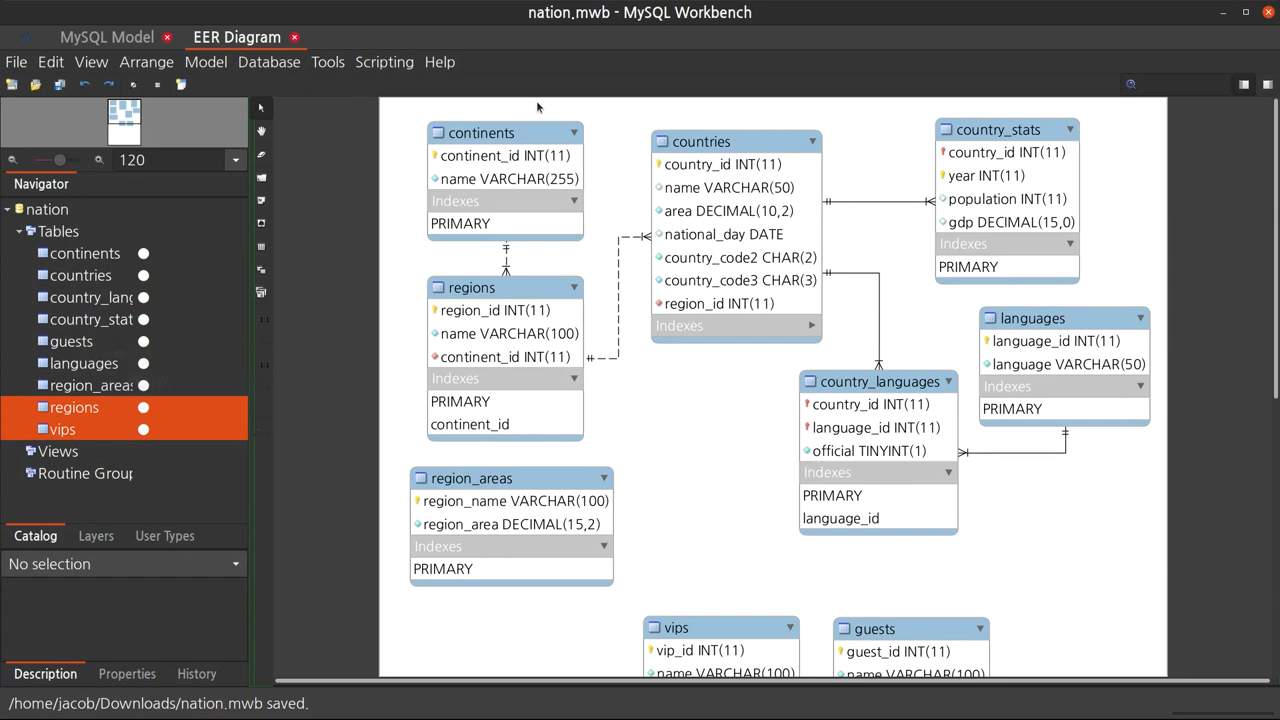 nation.mwb - MySQL Workbench
MySQL Model
EER Diagram
File Edit View Arrange Model Database Tools Scripting Help
120
Navigator
nation
Tables
continents
countries
country_lang
country_stat
guests
languages
region_areas
regions
vips
Views
Routine Group
Catalog Layers User Types
No selection
Description Properties History
/home/jacob/Downloads/nation.mwb saved.
continents
continent_id INT(11)
name VARCHAR(255)
Indexes
PRIMARY
regions
region_id INT(11)
name VARCHAR(100)
continent_id INT(11)
Indexes
PRIMARY
continent_id
region_areas
region_name VARCHAR(100)
region_area DECIMAL(15,2)
Indexes
PRIMARY
countries
country_id INT(11)
name VARCHAR(50)
area DECIMAL(10,2)
national_day DATE
country_code2 CHAR(2)
country_code3 CHAR(3)
region_id INT(11)
Indexes
country_stats
country_id INT(11)
year INT(11)
population INT(11)
gdp DECIMAL(15,0)
Indexes
PRIMARY
languages
language_id INT(11)
language VARCHAR(50)
Indexes
PRIMARY
country_languages
country_id INT(11)
language_id INT(11)
official TINYINT(1)
Indexes
PRIMARY
language_id
vips
vip_id INT(11)
name VARCHAR(100)
guests
guest_id INT(11)
name VARCHAR(100)